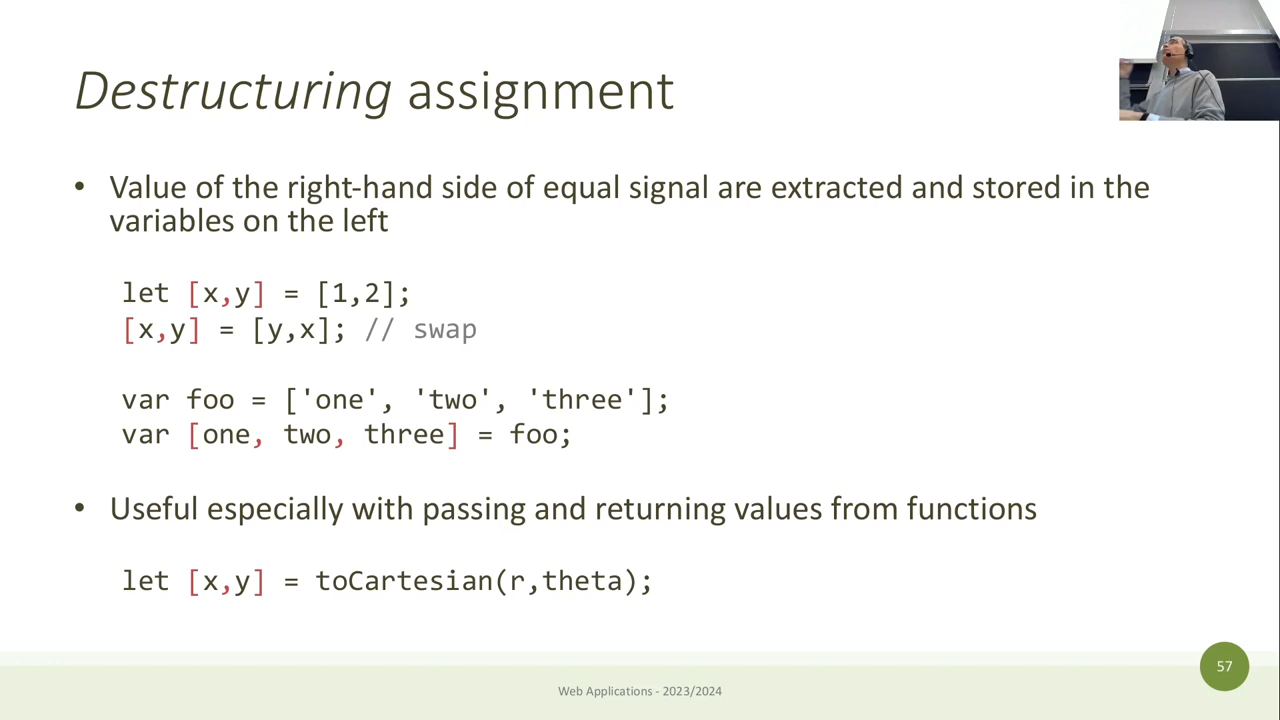 Destructuring assignment
• Value of the right-hand side of equal signal are extracted and stored in the
variables on the left
let [x,y] = [1,2];
[x,y] = [y,x]; // swap
var foo = ['one', 'two', 'three'];
var [one, two, three] = foo;
• Useful especially with passing and returning values from functions
let [x,y] = toCartesian(r,theta);
57
Web Applications - 2023/2024